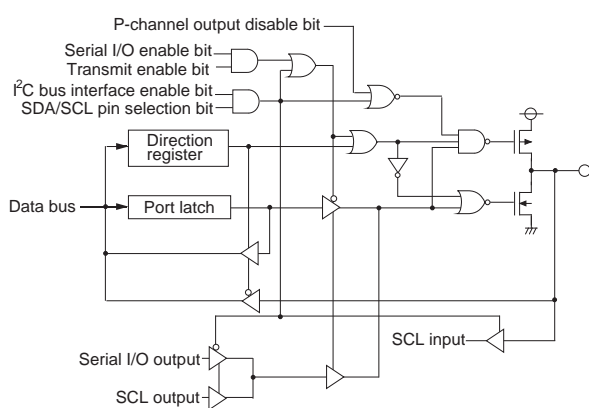 P-channel output disable bit
Serial I/O enable bit
Transmit enable bit
I²C bus interface enable bit
SDA/SCL pin selection bit
Direction
register
Data bus
Port latch
SCL input
Serial I/O output
SCL output